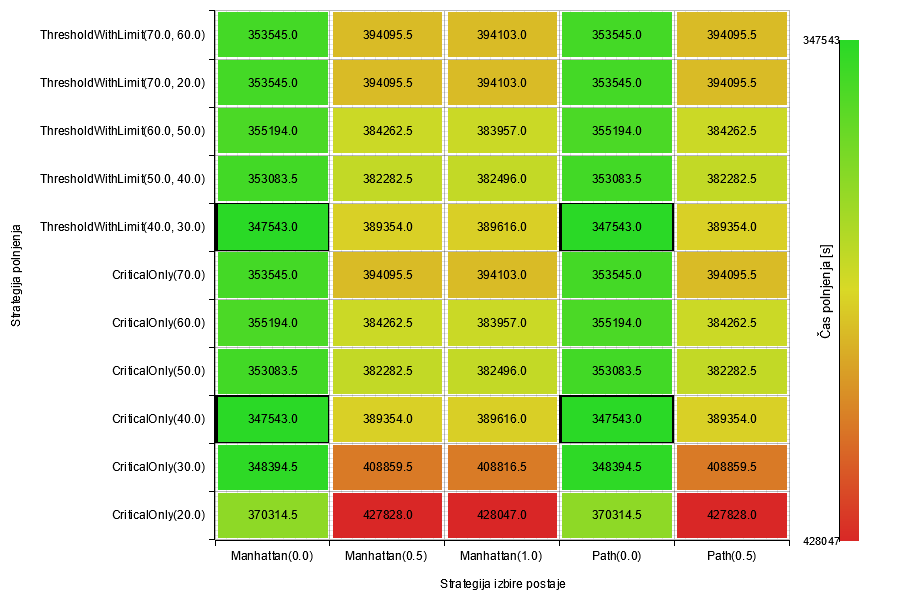 ThresholdWithLimit(70.0, 60.0) 353545.0 394095.5 394103.0 353545.0 394095.5
ThresholdWithLimit(70.0, 20.0) 353545.0 394095.5 394103.0 353545.0 394095.5
ThresholdWithLimit(60.0, 50.0) 355194.0 384262.5 383957.0 355194.0 384262.5
ThresholdWithLimit(50.0, 40.0) 353083.5 382282.5 382496.0 353083.5 382282.5
ThresholdWithLimit(40.0, 30.0) 347543.0 389354.0 389616.0 347543.0 389354.0
CriticalOnly(70.0) 353545.0 394095.5 394103.0 353545.0 394095.5
CriticalOnly(60.0) 355194.0 384262.5 383957.0 355194.0 384262.5
CriticalOnly(50.0) 353083.5 382282.5 382496.0 353083.5 382282.5
CriticalOnly(40.0) 347543.0 389354.0 389616.0 347543.0 389354.0
CriticalOnly(30.0) 348394.5 408859.5 408816.5 348394.5 408859.5
CriticalOnly(20.0) 370314.5 427828.0 428047.0 370314.5 427828.0
Manhattan(0.0) Manhattan(0.5) Manhattan(1.0) Path(0.0) Path(0.5)
Strategija izbire postaje
Strategija polnjenja
347543
Čas polnjenja [s]
428047